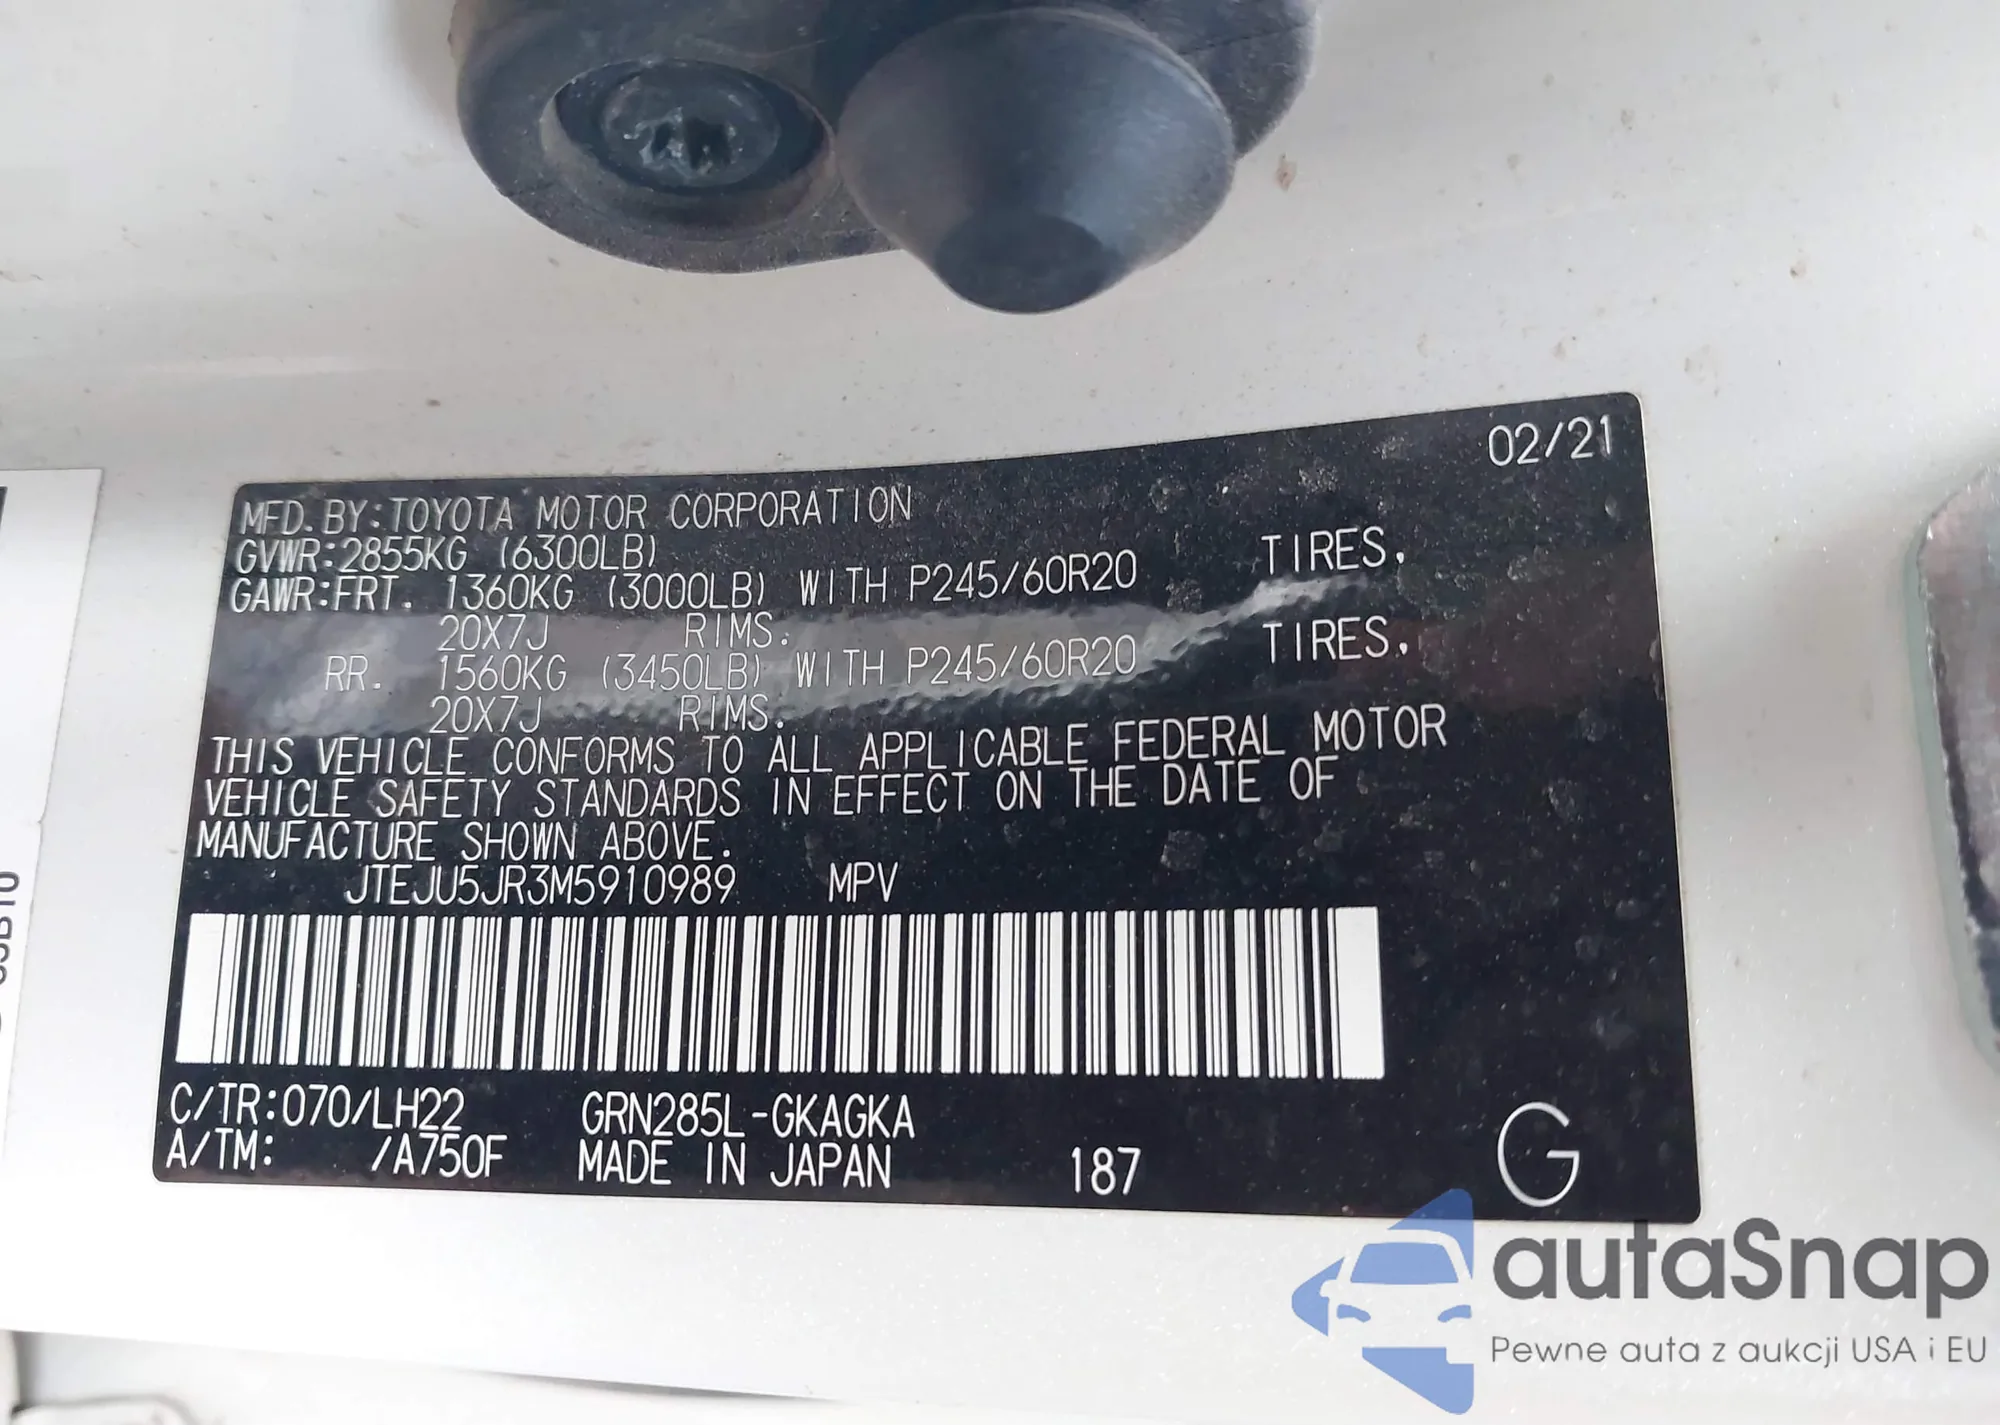 02/21
MFD. BY: TOYOTA MOTOR CORPORATION
GVWR: 2855KG (6300LB)
GAWR: FRT. 1360KG (3000LB) WITH P245/60R20 TIRES,
20X7J RIMS.
RR. 1560KG (3450LB) WITH P245/60R20 TIRES,
20X7J RIMS.
THIS VEHICLE CONFORMS TO ALL APPLICABLE FEDERAL MOTOR
VEHICLE SAFETY STANDARDS IN EFFECT ON THE DATE OF
MANUFACTURE SHOWN ABOVE.
JTEJU5JR3M5910989 MPV
C/TR: 070/LH22 GRN285L-GKAGKA
A/TM: /A750F MADE IN JAPAN 187 G
autaSnap
Pewne auta z aukcji USA i EU